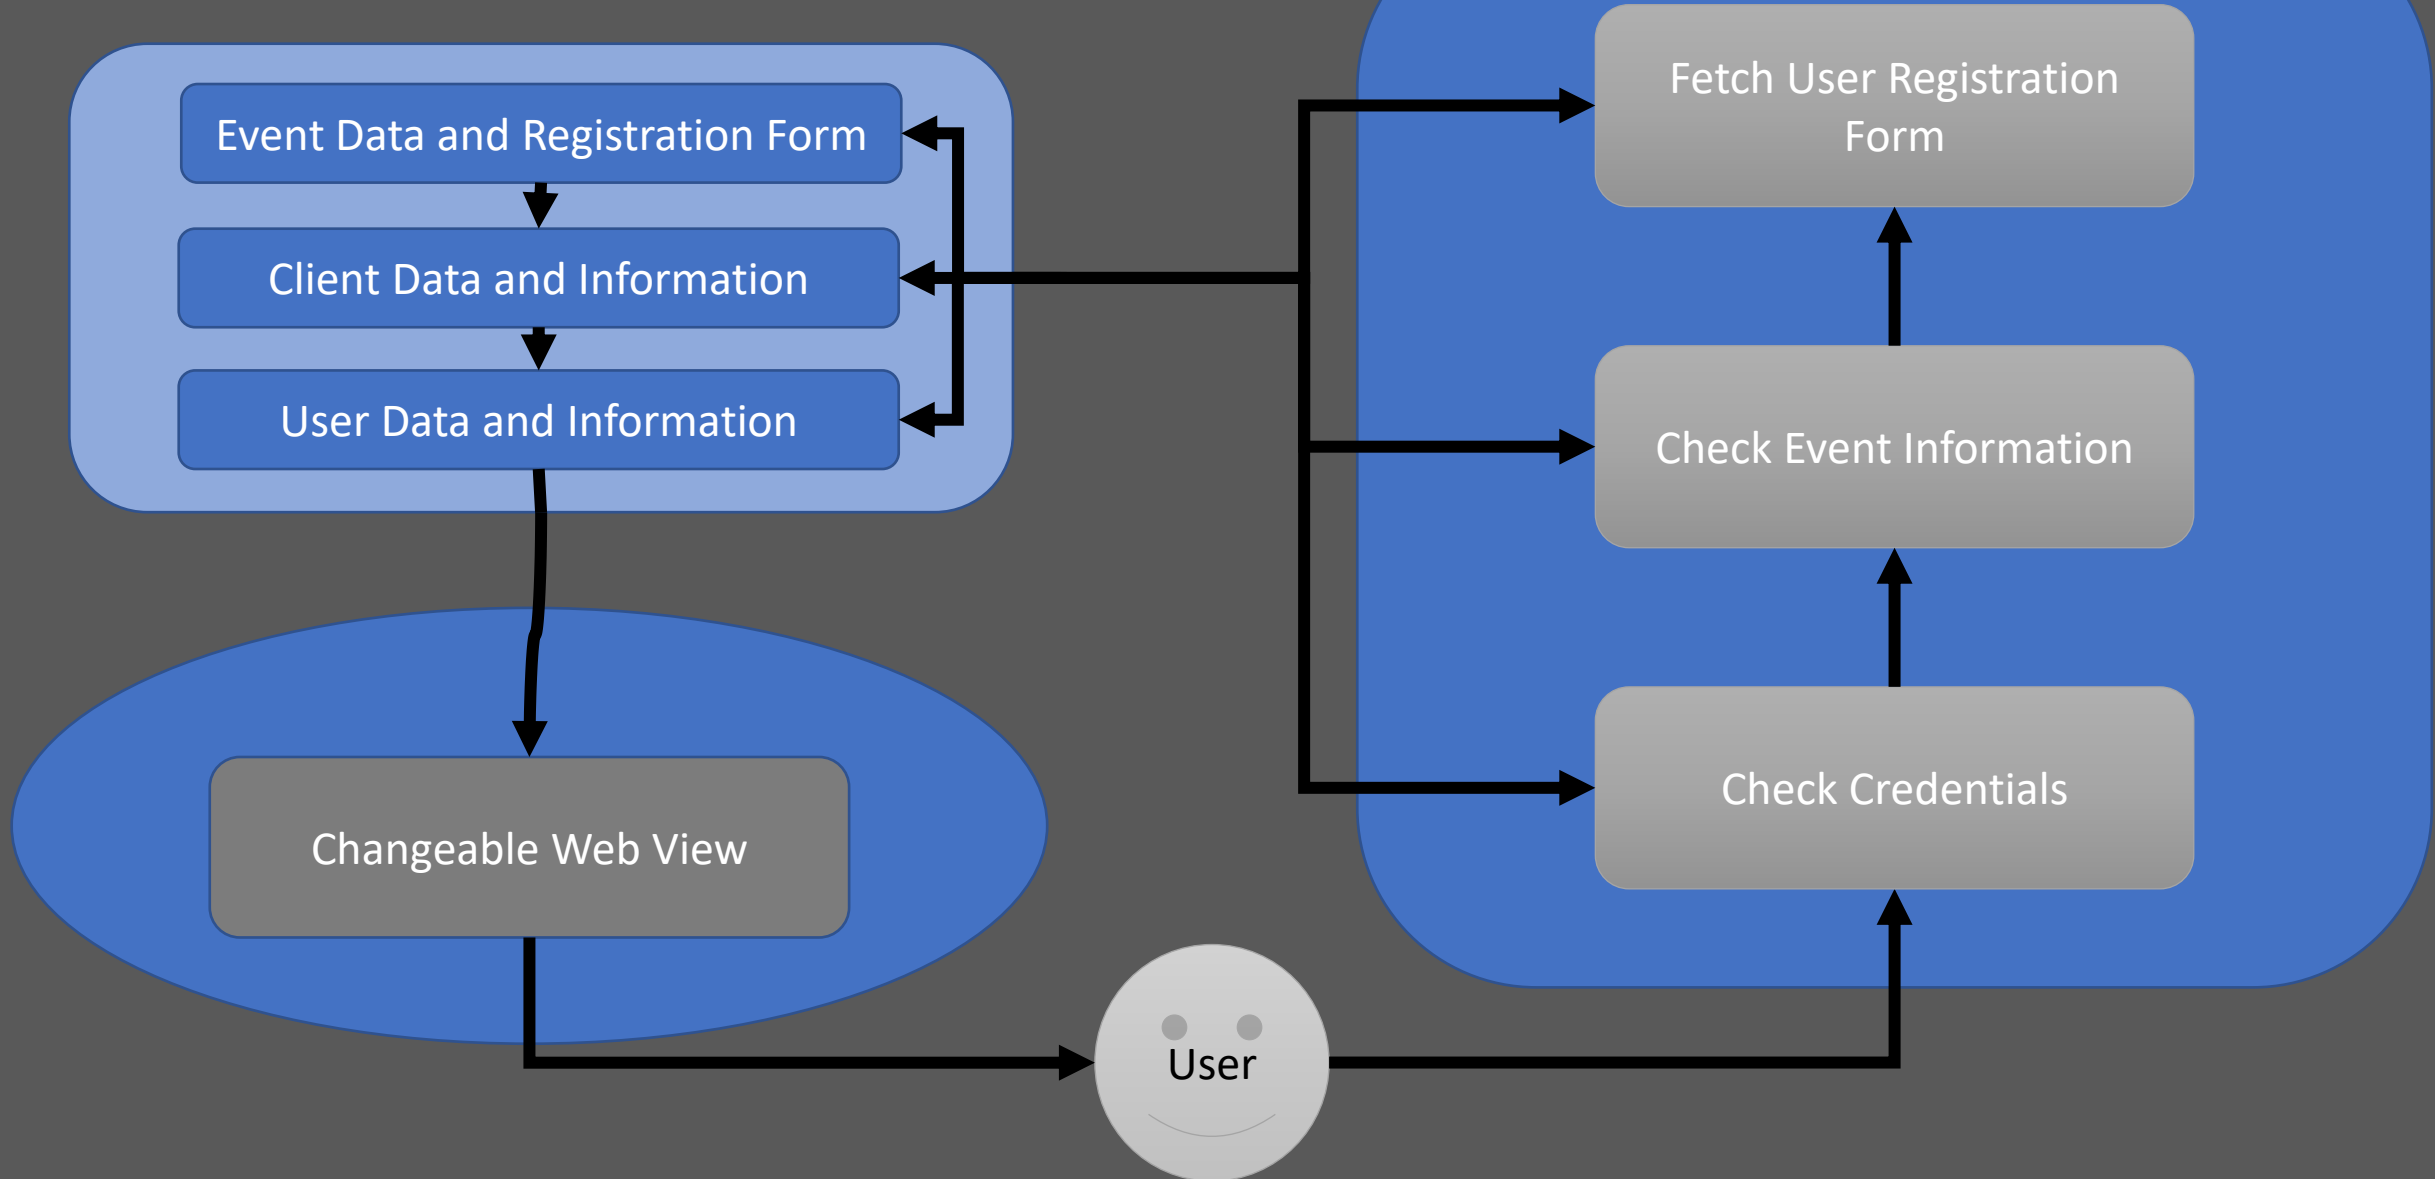 Event Data and Registration Form
Client Data and Information
User Data and Information
Changeable Web View
User
Fetch User Registration
Form
Check Event Information
Check Credentials